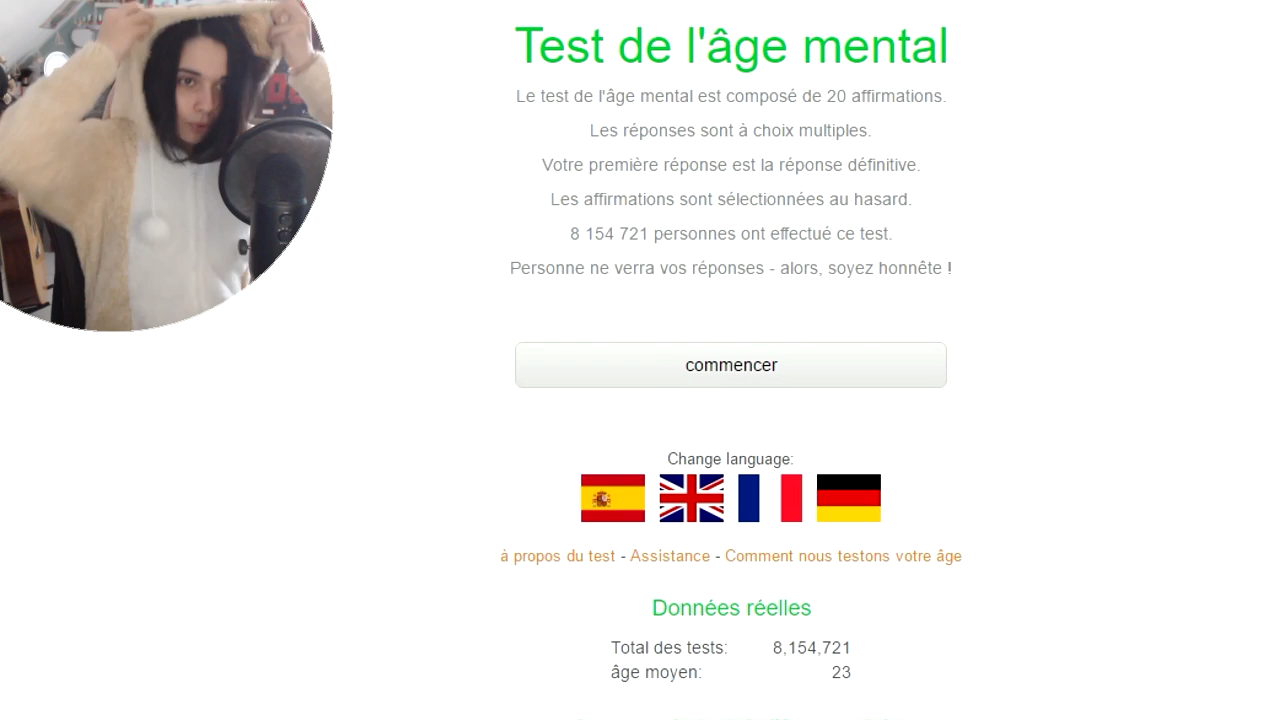 Test de l'âge mental
Le test de l'âge mental est composé de 20 affirmations.
Les réponses sont à choix multiples.
Votre première réponse est la réponse définitive.
Les affirmations sont sélectionnées au hasard.
8 154 721 personnes ont effectué ce test.
Personne ne verra vos réponses - alors, soyez honnête !
commencer
Change language:
à propos du test - Assistance - Comment nous testons votre âge
Données réelles
Total des tests: 8,154,721
âge moyen: 23